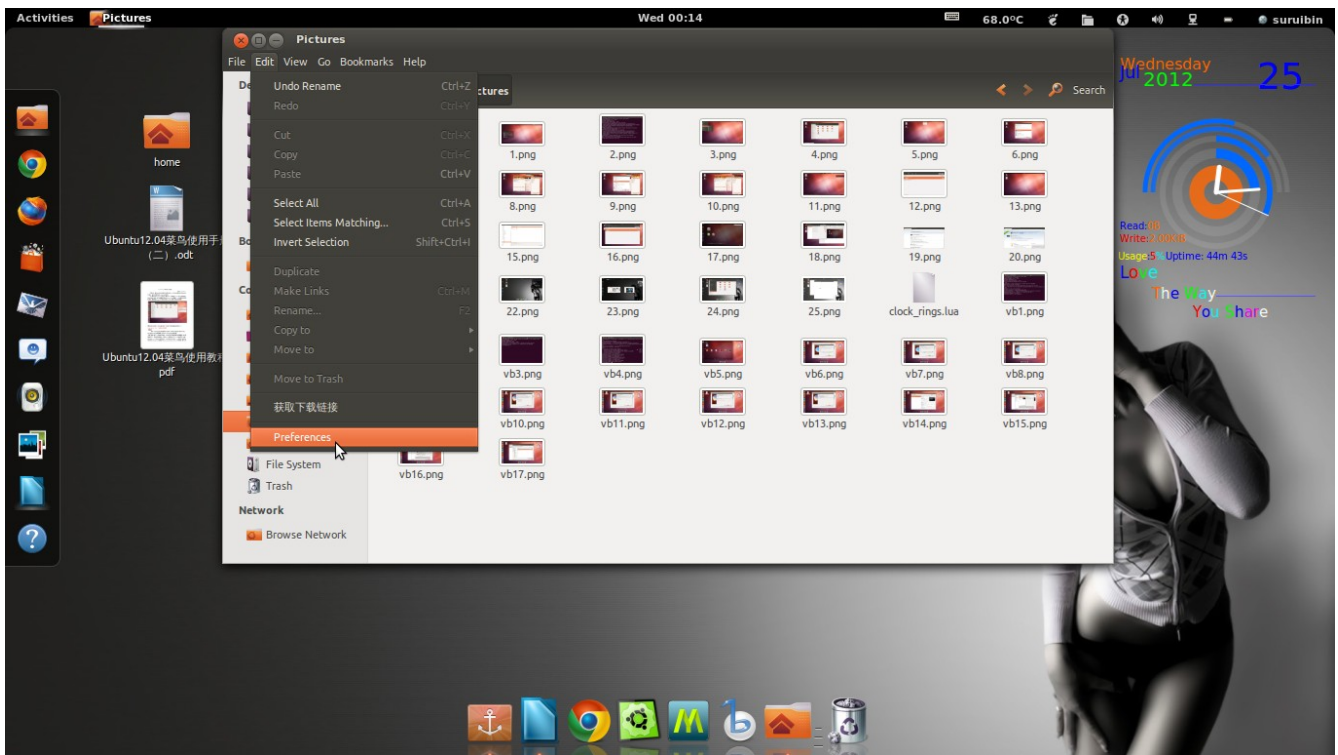 Activities Pictures Wed 00:14 68.0°C suruibin
Pictures
File Edit View Go Bookmarks Help
Undo Rename Ctrl+Z
Redo Ctrl+Y
Cut Ctrl+X
Copy Ctrl+C
Paste Ctrl+V
Select All Ctrl+A
Select Items Matching... Ctrl+S
Invert Selection Shift+Ctrl+I
Duplicate
Make Links Ctrl+M
Rename... F2
Copy to
Move to
Move to Trash
获取下载链接
Preferences
De
Bo
Co
File System
Trash
Network
Browse Network
ctures Search
1.png 2.png 3.png 4.png 5.png 6.png
8.png 9.png 10.png 11.png 12.png 13.png
15.png 16.png 17.png 18.png 19.png 20.png
22.png 23.png 24.png 25.png clock_rings.lua vb1.png
vb3.png vb4.png vb5.png vb6.png vb7.png vb8.png
vb10.png vb11.png vb12.png vb13.png vb14.png vb15.png
vb16.png vb17.png
home
Ubuntu12.04菜鸟使用手
（二）.odt
Ubuntu12.04菜鸟使用教
pdf
Wednesday
Jul 2012 25
Read:
Write:
Usage:5 Uptime: 44m 43s
Love
The Way
You Share